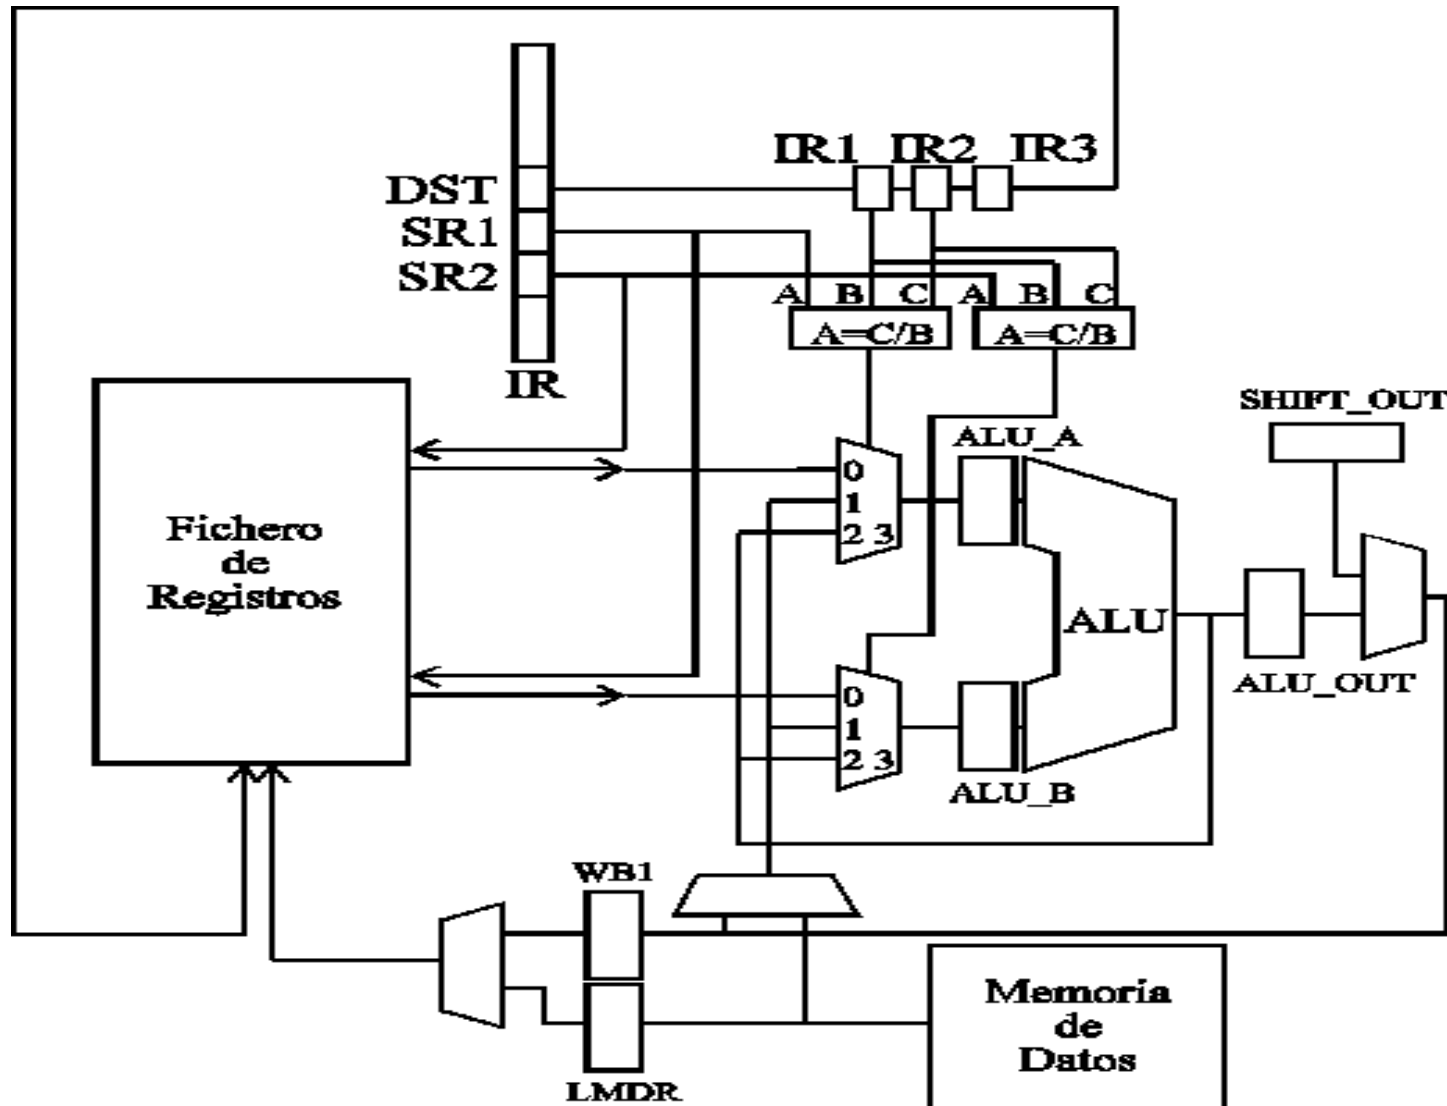 IR1 IR2 IR3
DST
SR1
SR2
A B C A B C
A=C/B A=C/B
IR
SHIFT_OUT
ALU_A
0
1
2 3
Fichero
de
Registros
ALU
ALU_OUT
0
1
2 3
ALU_B
WB1
Memoria
de
Datos
LMDR